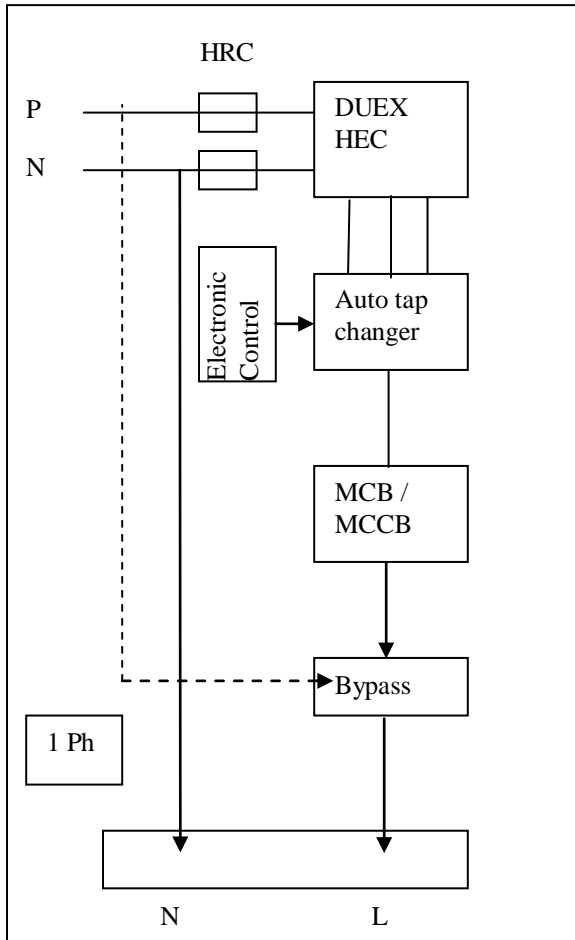 HRC
P
DUEX
HEC
N
Electronic
Control
Auto tap
changer
MCB /
MCCB
Bypass
1 Ph
N
L